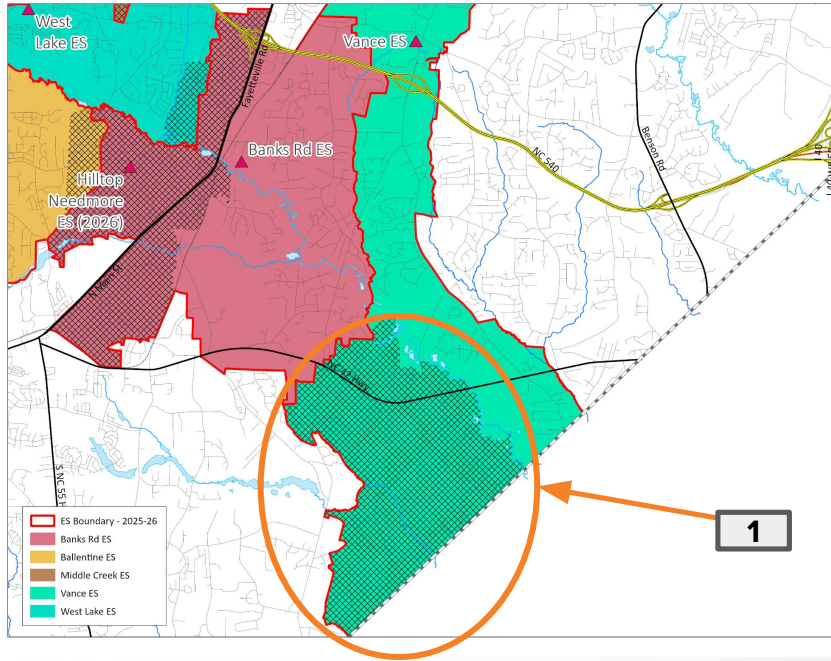 West
Lake ES
Vance ES
Fayetteville Rd
Banks Rd ES
Hilltop
Needmore
ES (2026)
NC 540
Benson Rd
I 40
N Main St
NC 42 HWY
S NC 55 H
1
ES Boundary - 2025-26
Banks Rd ES
Ballentine ES
Middle Creek ES
Vance ES
West Lake ES